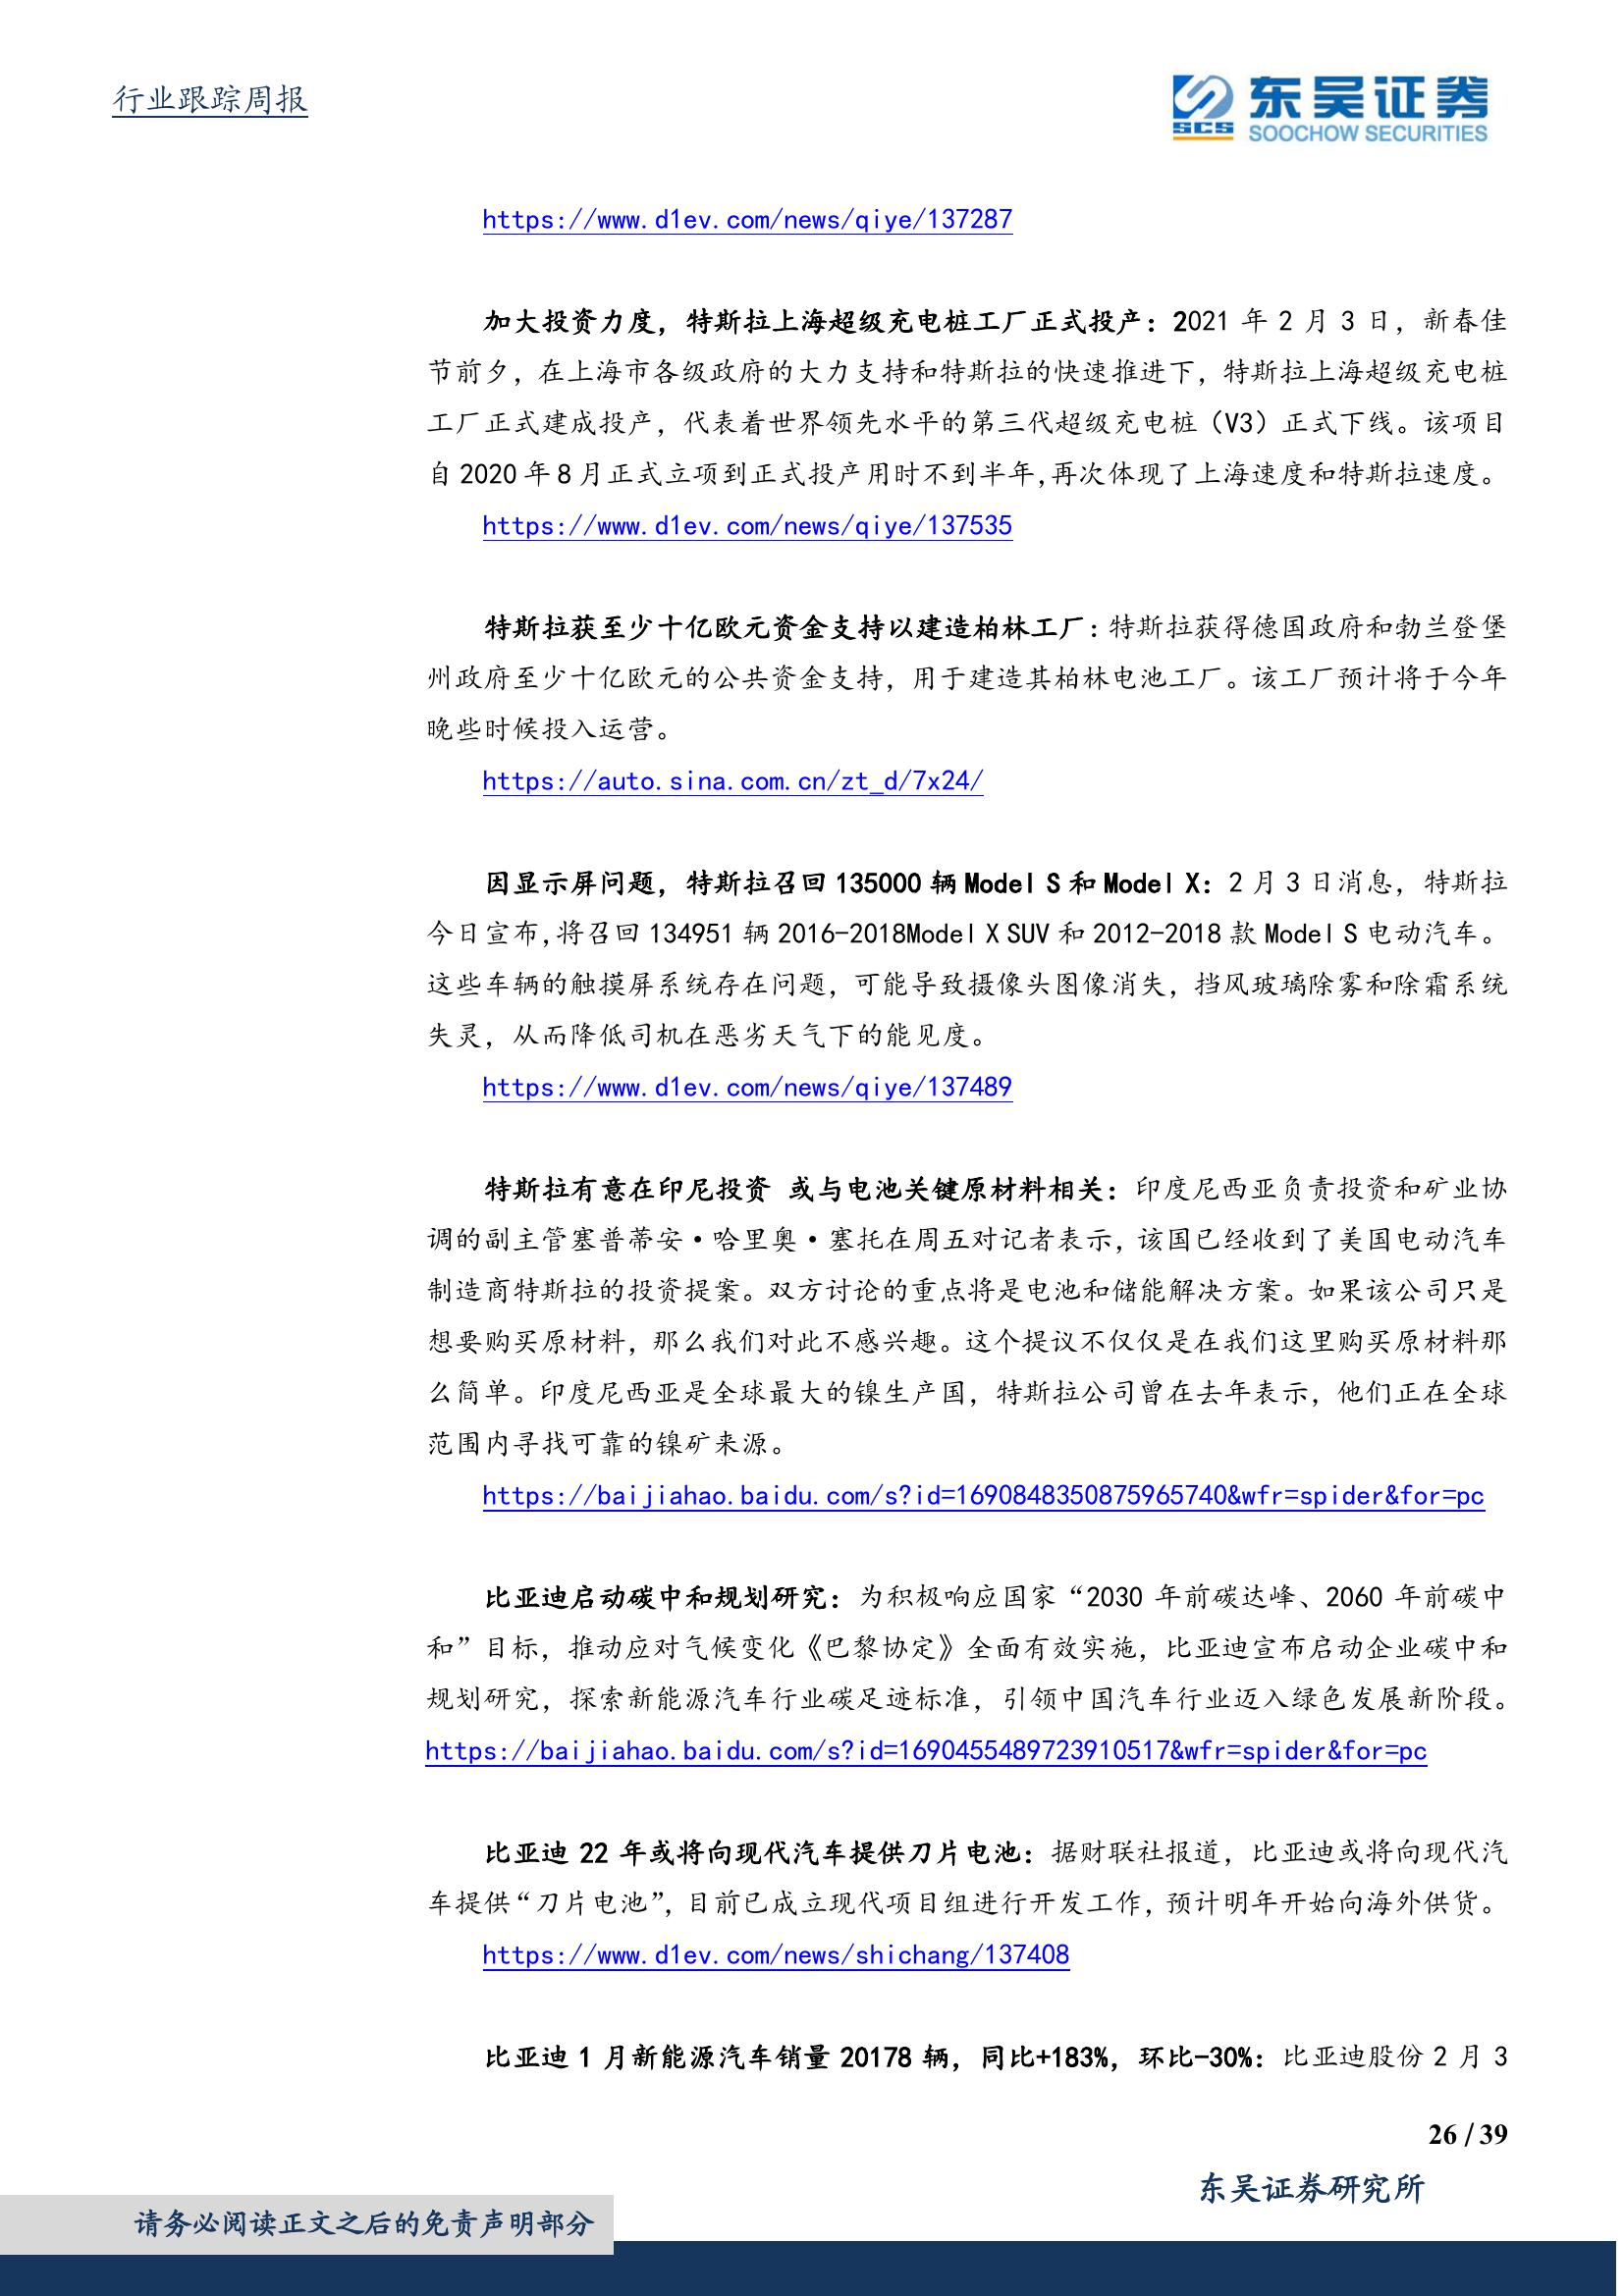 行业跟踪周报
东吴证券
SCS
SOOCHOW SECURITIES
https://www.d1ev.com/news/qiye/137287
加大投资力度，特斯拉上海超级充电桩工厂正式投产：2021 年 2 月 3 日，新春佳
节前夕，在上海市各级政府的大力支持和特斯拉的快速推进下，特斯拉上海超级充电桩
工厂正式建成投产，代表着世界领先水平的第三代超级充电桩（V3）正式下线。该项目
自 2020 年 8 月正式立项到正式投产用时不到半年,再次体现了上海速度和特斯拉速度。
https://www.d1ev.com/news/qiye/137535
特斯拉获至少十亿欧元资金支持以建造柏林工厂：特斯拉获得德国政府和勃兰登堡
州政府至少十亿欧元的公共资金支持，用于建造其柏林电池工厂。该工厂预计将于今年
晚些时候投入运营。
https://auto.sina.com.cn/zt_d/7x24/
因显示屏问题，特斯拉召回 135000 辆 Model S 和 Model X：2 月 3 日消息，特斯拉
今日宣布,将召回 134951 辆 2016-2018Model X SUV 和 2012-2018 款 Model S 电动汽车。
这些车辆的触摸屏系统存在问题，可能导致摄像头图像消失，挡风玻璃除雾和除霜系统
失灵，从而降低司机在恶劣天气下的能见度。
https://www.d1ev.com/news/qiye/137489
特斯拉有意在印尼投资 或与电池关键原材料相关：印度尼西亚负责投资和矿业协
调的副主管塞普蒂安·哈里奥·塞托在周五对记者表示，该国已经收到了美国电动汽车
制造商特斯拉的投资提案。双方讨论的重点将是电池和储能解决方案。如果该公司只是
想要购买原材料，那么我们对此不感兴趣。这个提议不仅仅是在我们这里购买原材料那
么简单。印度尼西亚是全球最大的镍生产国，特斯拉公司曾在去年表示，他们正在全球
范围内寻找可靠的镍矿来源。
https://baijiahao.baidu.com/s?id=1690848350875965740&wfr=spider&for=pc
比亚迪启动碳中和规划研究：为积极响应国家“2030 年前碳达峰、2060 年前碳中
和”目标，推动应对气候变化《巴黎协定》全面有效实施，比亚迪宣布启动企业碳中和
规划研究，探索新能源汽车行业碳足迹标准，引领中国汽车行业迈入绿色发展新阶段。
https://baijiahao.baidu.com/s?id=1690455489723910517&wfr=spider&for=pc
比亚迪 22 年或将向现代汽车提供刀片电池：据财联社报道，比亚迪或将向现代汽
车提供“刀片电池”，目前已成立现代项目组进行开发工作，预计明年开始向海外供货。
https://www.d1ev.com/news/shichang/137408
比亚迪 1 月新能源汽车销量 20178 辆，同比+183%，环比-30%：比亚迪股份 2 月 3
26 / 39
东吴证券研究所
请务必阅读正文之后的免责声明部分